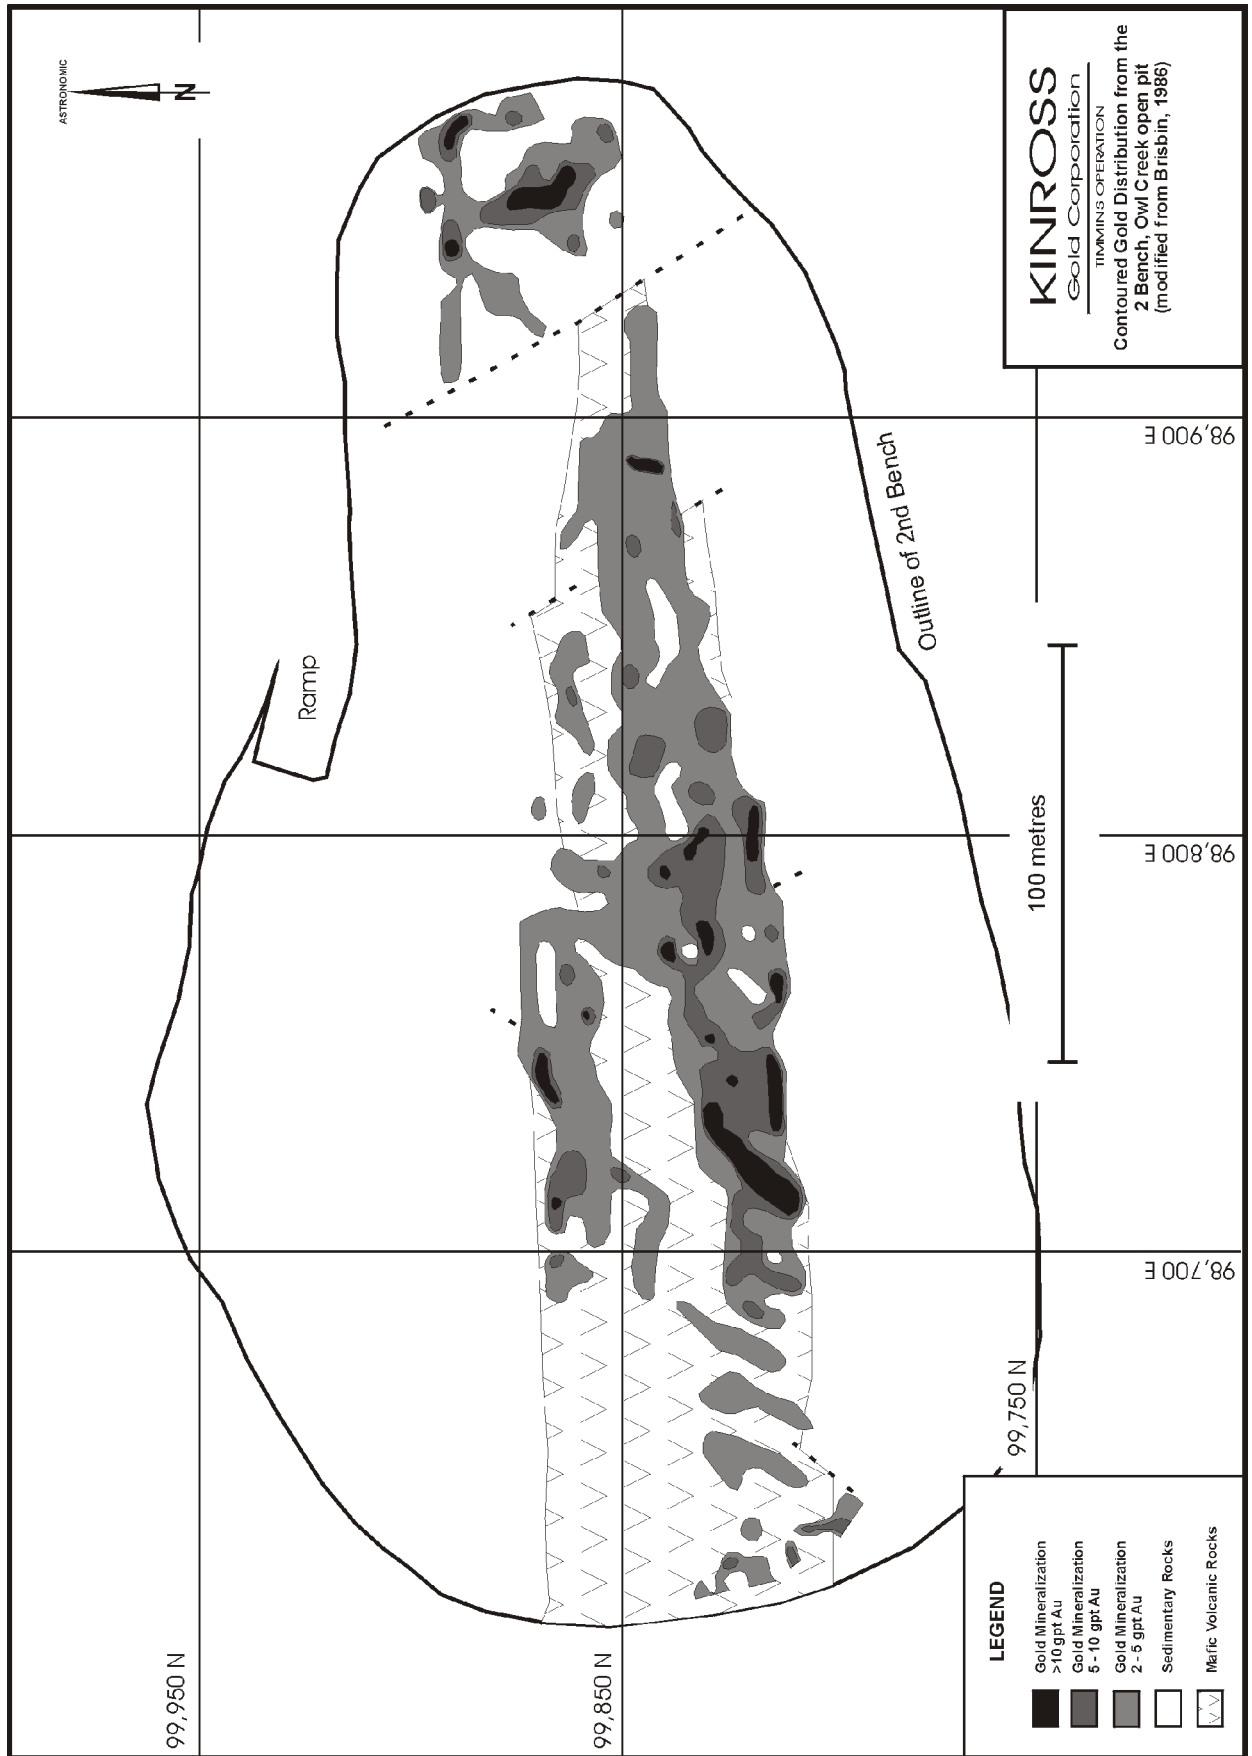 ASTRONOMIC
N
KINROSS
Gold Corporation
TIMMINS OPERATION
Contoured Gold Distribution from the
2 Bench, Owl Creek open pit
(modified from Brisbin, 1986)
98,900 E
98,800 E
98,700 E
Ramp
Outline of 2nd Bench
100 metres
99,950 N
99,850 N
99,750 N
LEGEND
Gold Mineralization
>10 gpt Au
Gold Mineralization
5 - 10 gpt Au
Gold Mineralization
2 - 5 gpt Au
Sedimentary Rocks
Mafic Volcanic Rocks